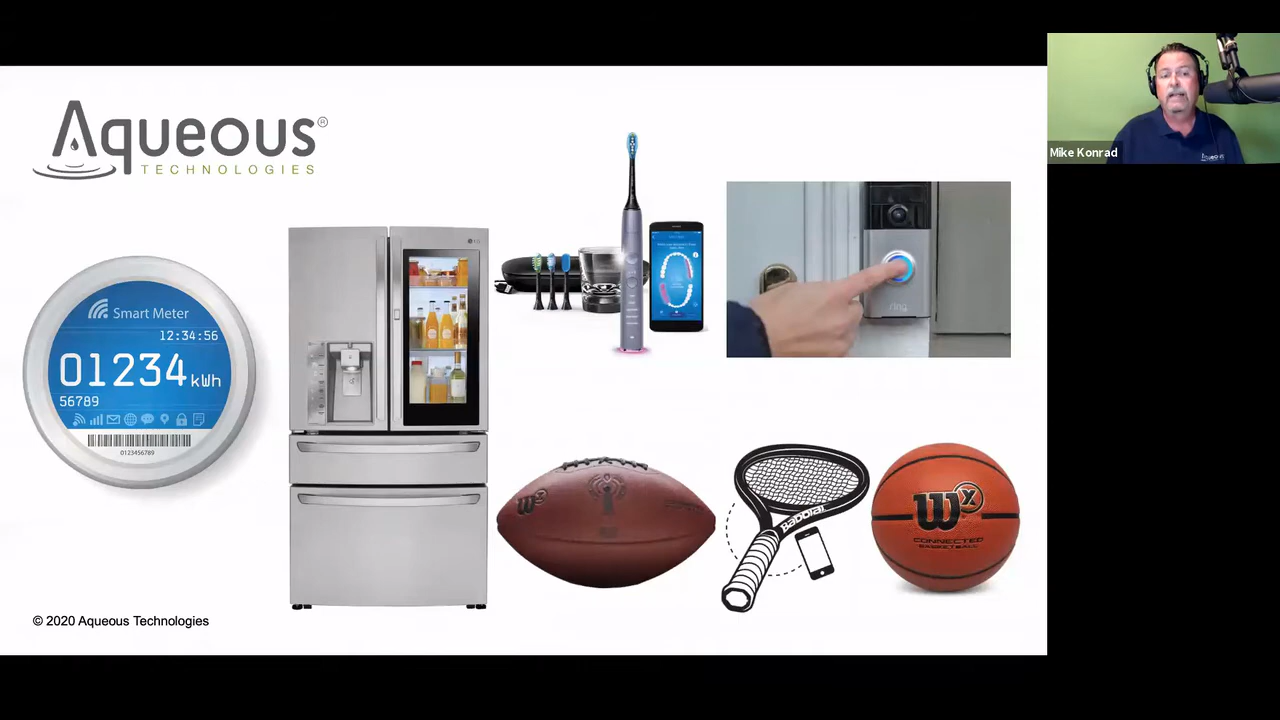 Aqueous®
TECHNOLOGIES
Mike Konrad
Smart Meter
12:34:56
01234 kWh
56789
0123456789
LG
ring
W X
Babolat
W X
CONNECTED
BASKETBALL
© 2020 Aqueous Technologies